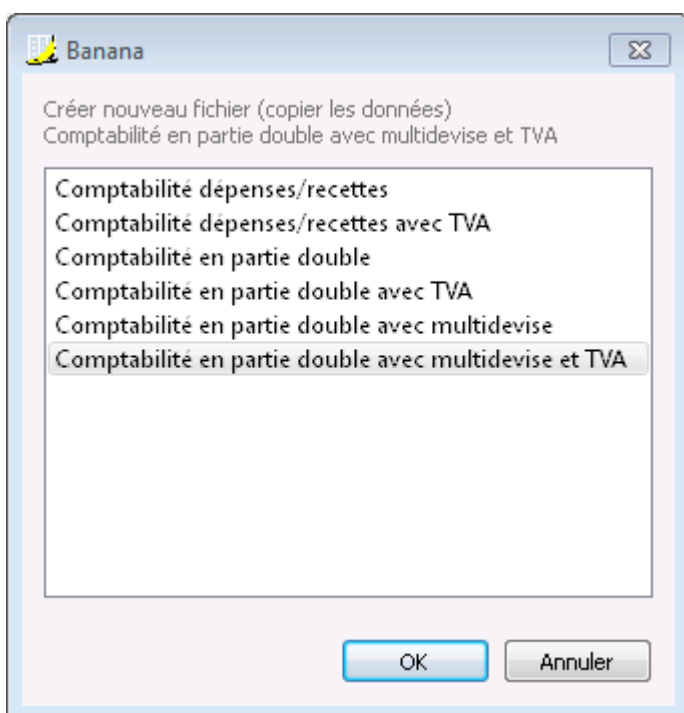 Banana
Créer nouveau fichier (copier les données)
Comptabilité en partie double avec multidevise et TVA
Comptabilité dépenses/recettes
Comptabilité dépenses/recettes avec TVA
Comptabilité en partie double
Comptabilité en partie double avec TVA
Comptabilité en partie double avec multidevise
Comptabilité en partie double avec multidevise et TVA
OK Annuler